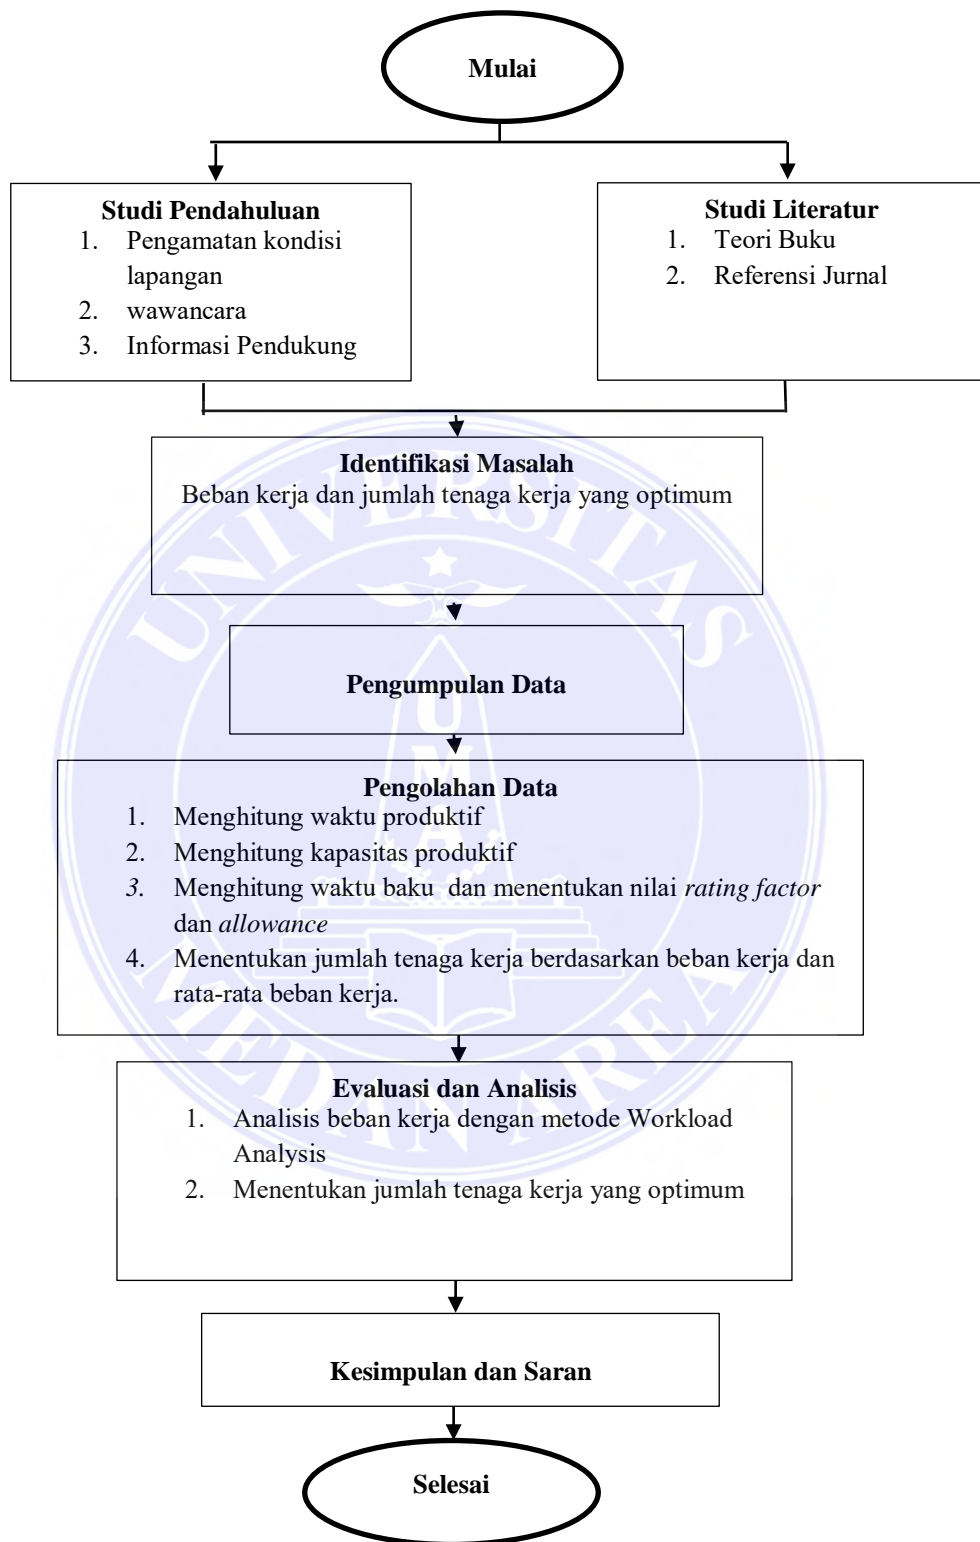 Mulai
Studi Pendahuluan
1. Pengamatan kondisi
lapangan
2. wawancara
3. Informasi Pendukung
Studi Literatur
1. Teori Buku
2. Referensi Jurnal
Identifikasi Masalah
Beban kerja dan jumlah tenaga kerja yang optimum
Pengumpulan Data
Pengolahan Data
1. Menghitung waktu produktif
2. Menghitung kapasitas produktif
3. Menghitung waktu baku dan menentukan nilai rating factor
dan allowance
4. Menentukan jumlah tenaga kerja berdasarkan beban kerja dan
rata-rata beban kerja.
Evaluasi dan Analisis
1. Analisis beban kerja dengan metode Workload
Analysis
2. Menentukan jumlah tenaga kerja yang optimum
Kesimpulan dan Saran
Selesai
UNIVERSITAS
MEDAN AREA
UMA